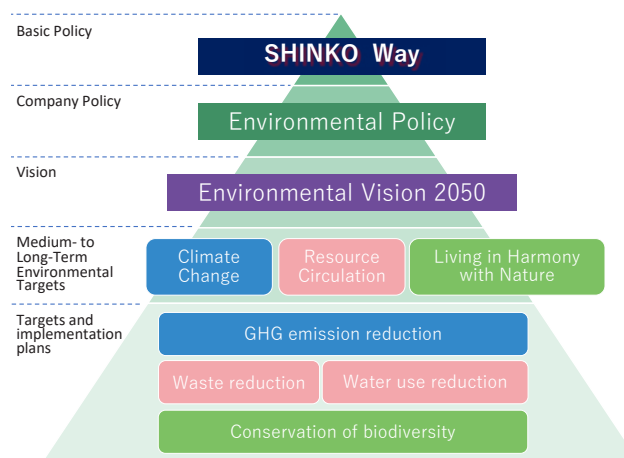 Basic Policy
SHINKO Way
Company Policy
Environmental Policy
Vision
Environmental Vision 2050
Medium- to
Long-Term
Environmental
Targets
Climate
Change
Resource
Circulation
Living in Harmony
with Nature
Targets and
implementation
plans
GHG emission reduction
Waste reduction
Water use reduction
Conservation of biodiversity